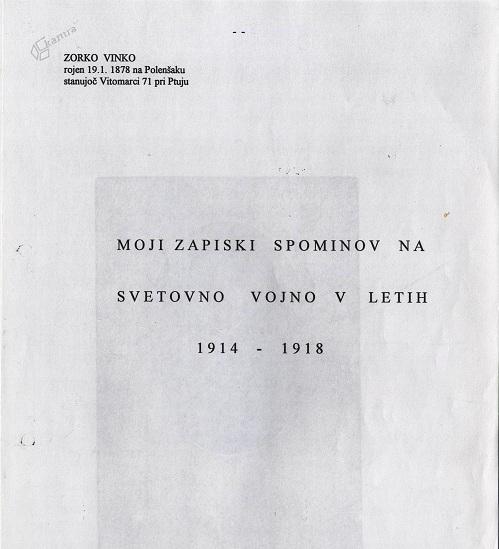 kamra
ZORKO VINKO
rojen 19.1. 1878 na Polenšaku
stanujoč Vitomarci 71 pri Ptuju
MOJI ZAPISKI SPOMINOV NA
SVETOVNO VOJNO V LETIH
1914 - 1918